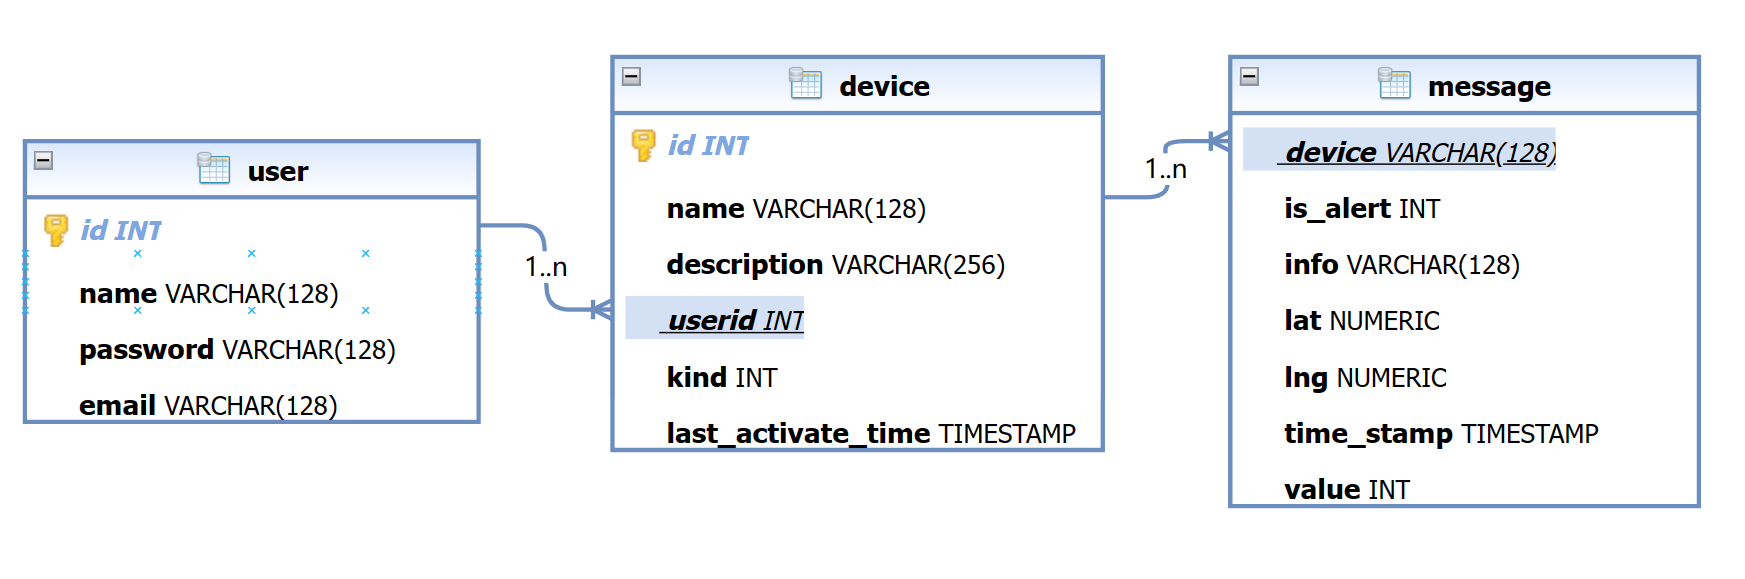 user
id INT
name VARCHAR(128)
password VARCHAR(128)
email VARCHAR(128)
1..n
device
id INT
name VARCHAR(128)
description VARCHAR(256)
userid INT
kind INT
last_activate_time TIMESTAMP
1..n
message
device VARCHAR(128)
is_alert INT
info VARCHAR(128)
lat NUMERIC
lng NUMERIC
time_stamp TIMESTAMP
value INT